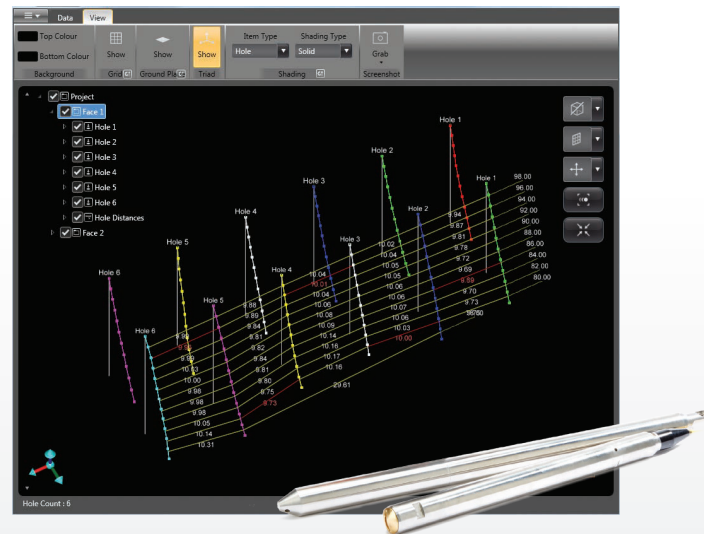 Data View
Top Colour
Bottom Colour
Background
Show
Grid
Show
Ground Pla
Show
Triad
Item Type Shading Type
Hole Solid
Shading
Grab
Screenshot
Project
Face 1
Hole 1
Hole 2
Hole 3
Hole 4
Hole 5
Hole 6
Hole Distances
Face 2
Hole 1
Hole 2
Hole 3
Hole 4
Hole 5
Hole 6
Hole 1
Hole 2
Hole 3
Hole 4
Hole 5
Hole 6
98.00
96.00
94.00
92.00
90.00
88.00
86.00
84.00
82.00
80.00
9.94
9.87
9.81
9.78
9.72
9.69
9.89
9.70
9.73
10.02
10.04
10.05
10.05
10.06
10.06
10.07
10.06
10.03
10.00
10.04
10.01
10.04
10.06
10.08
10.09
10.14
10.16
10.17
10.16
29.61
9.88
9.89
9.84
9.81
9.82
9.84
9.81
9.80
9.75
9.73
9.99
10.00
9.98
9.98
9.98
10.05
10.14
10.31
Hole Count : 6